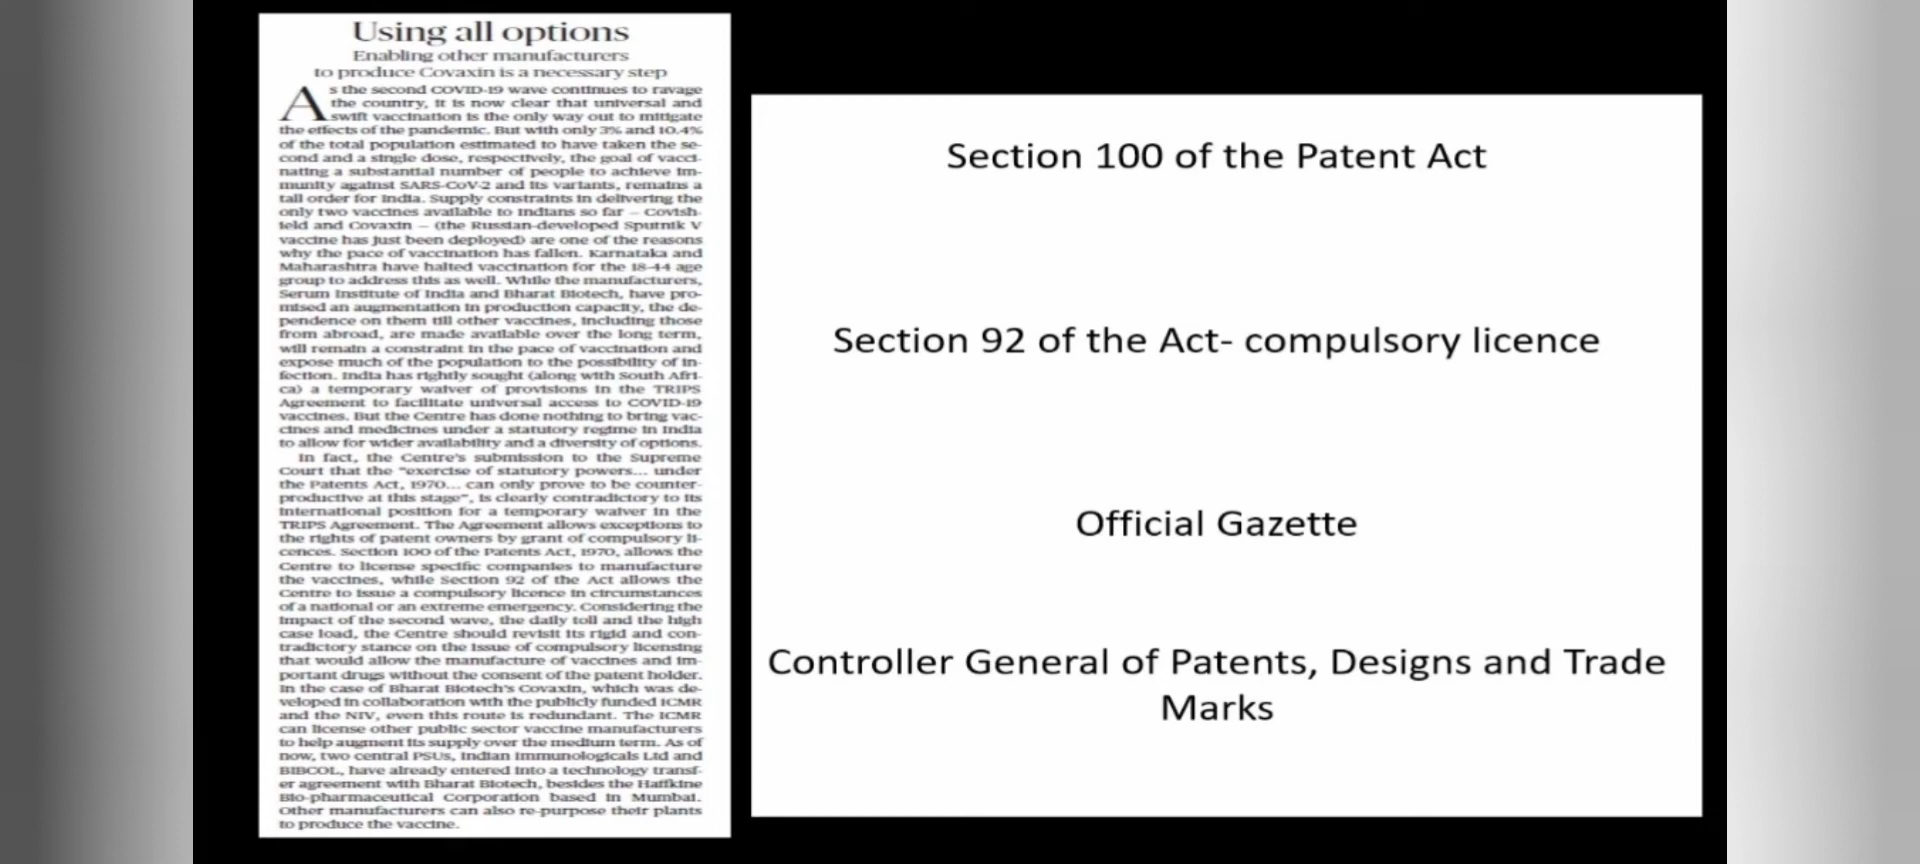 Using all options
Enabling other manufacturers
to produce Covaxin is a necessary step
As the second COVID-19 wave continues to ravage
the country, it is now clear that universal and
swift vaccination is the only way out to mitigate
the effects of the pandemic. But with only 3% and 10.4%
of the total population estimated to have taken the se-
cond and a single dose, respectively, the goal of vacci-
nating a substantial number of people to achieve im-
munity against SARS-CoV-2 and its variants, remains a
tall order for India. Supply constraints in delivering the
only two vaccines available to Indians so far – Covish-
ield and Covaxin – (the Russian-developed Sputnik V
vaccine has just been deployed) are one of the reasons
why the pace of vaccination has fallen. Karnataka and
Maharashtra have halted vaccination for the 18-44 age
group to address this as well. While the manufacturers,
Serum Institute of India and Bharat Biotech, have pro-
mised an augmentation in production capacity, the de-
pendence on them till other vaccines, including those
from abroad, are made available over the long term,
will remain a constraint in the pace of vaccination and
expose much of the population to the possibility of in-
fection. India has rightly sought (along with South Afri-
ca) a temporary waiver of provisions in the TRIPS
Agreement to facilitate universal access to COVID-19
vaccines. But the Centre has done nothing to bring vac-
cines and medicines under a statutory regime in India
to allow for wider availability and a diversity of options.
In fact, the Centre's submission to the Supreme
Court that the "exercise of statutory powers... under
the Patents Act, 1970... can only prove to be counter-
productive at this stage", is clearly contradictory to its
international position for a temporary waiver in the
TRIPS Agreement. The Agreement allows exceptions to
the rights of patent owners by grant of compulsory li-
cences. Section 100 of the Patents Act, 1970, allows the
Centre to license specific companies to manufacture
the vaccines, while Section 92 of the Act allows the
Centre to issue a compulsory licence in circumstances
of a national or an extreme emergency. Considering the
impact of the second wave, the daily toll and the high
case load, the Centre should revisit its rigid and con-
tradictory stance on the issue of compulsory licensing
that would allow the manufacture of vaccines and im-
portant drugs without the consent of the patent holder.
In the case of Bharat Biotech's Covaxin, which was de-
veloped in collaboration with the publicly funded ICMR
and the NIV, even this route is redundant. The ICMR
can license other public sector vaccine manufacturers
to help augment its supply over the medium term. As of
now, two central PSUs, Indian Immunologicals Ltd and
BIBCOL, have already entered into a technology transf-
er agreement with Bharat Biotech, besides the Haffkine
Bio-pharmaceutical Corporation based in Mumbai.
Other manufacturers can also re-purpose their plants
to produce the vaccine.
Section 100 of the Patent Act
Section 92 of the Act- compulsory licence
Official Gazette
Controller General of Patents, Designs and Trade
Marks